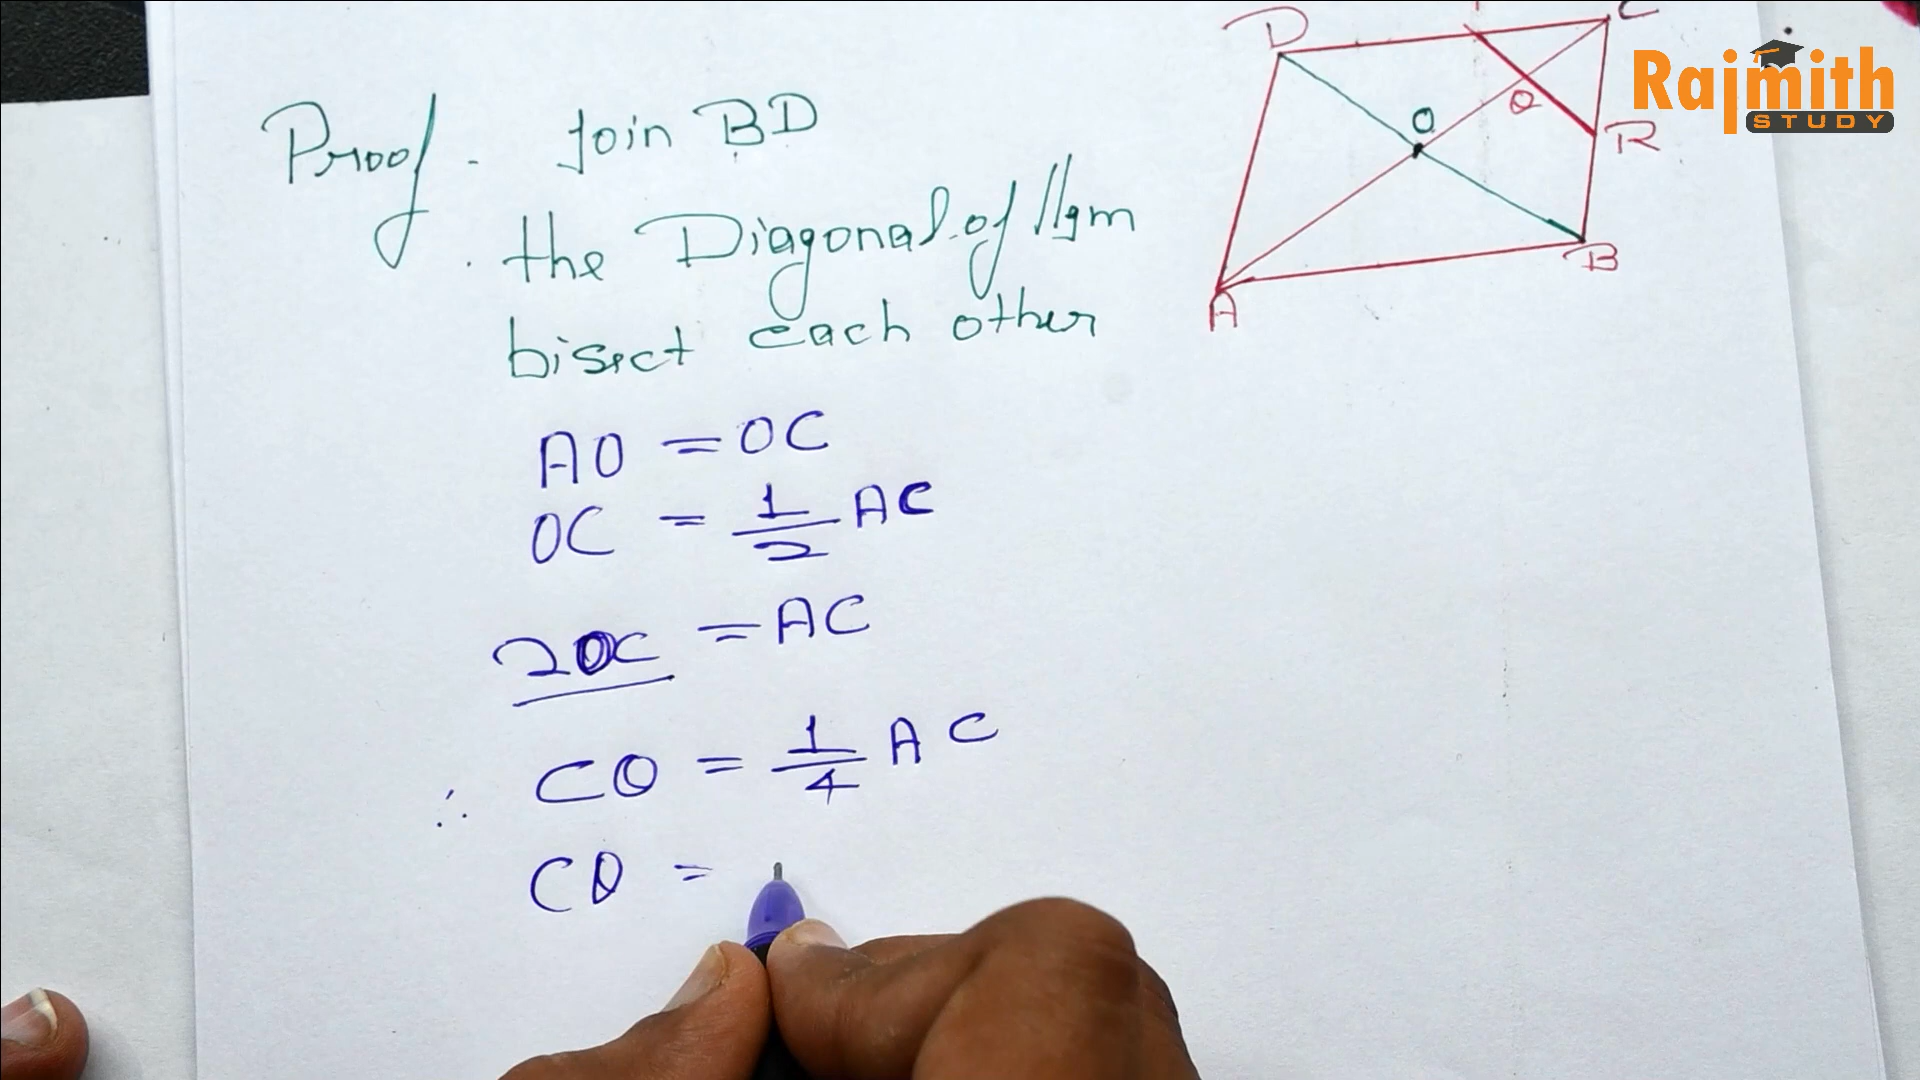 Proof. Join BD
the Diagonal of ||gm
bisect each other
AO = OC
OC = 1/2 AC
2OC = AC
∴ CQ = 1/4 AC
CQ =
D
C
O
Q
R
B
A
Rajmith
STUDY